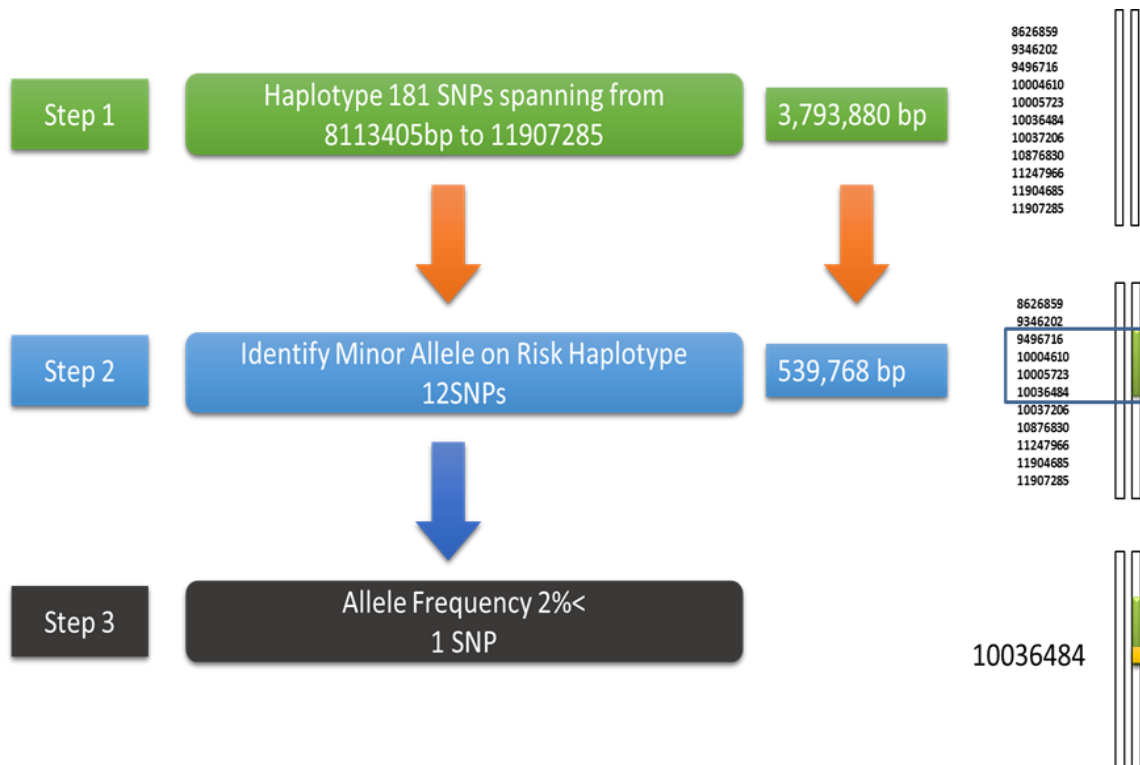 Step 1
Haplotype 181 SNPs spanning from
8113405bp to 11907285
3,793,880 bp
8626859
9346202
9496716
10004610
10005723
10036484
10037206
10876830
11247966
11904685
11907285
Step 2
Identify Minor Allele on Risk Haplotype
12SNPs
539,768 bp
8626859
9346202
9496716
10004610
10005723
10036484
10037206
10876830
11247966
11904685
11907285
Step 3
Allele Frequency 2%<
1 SNP
10036484